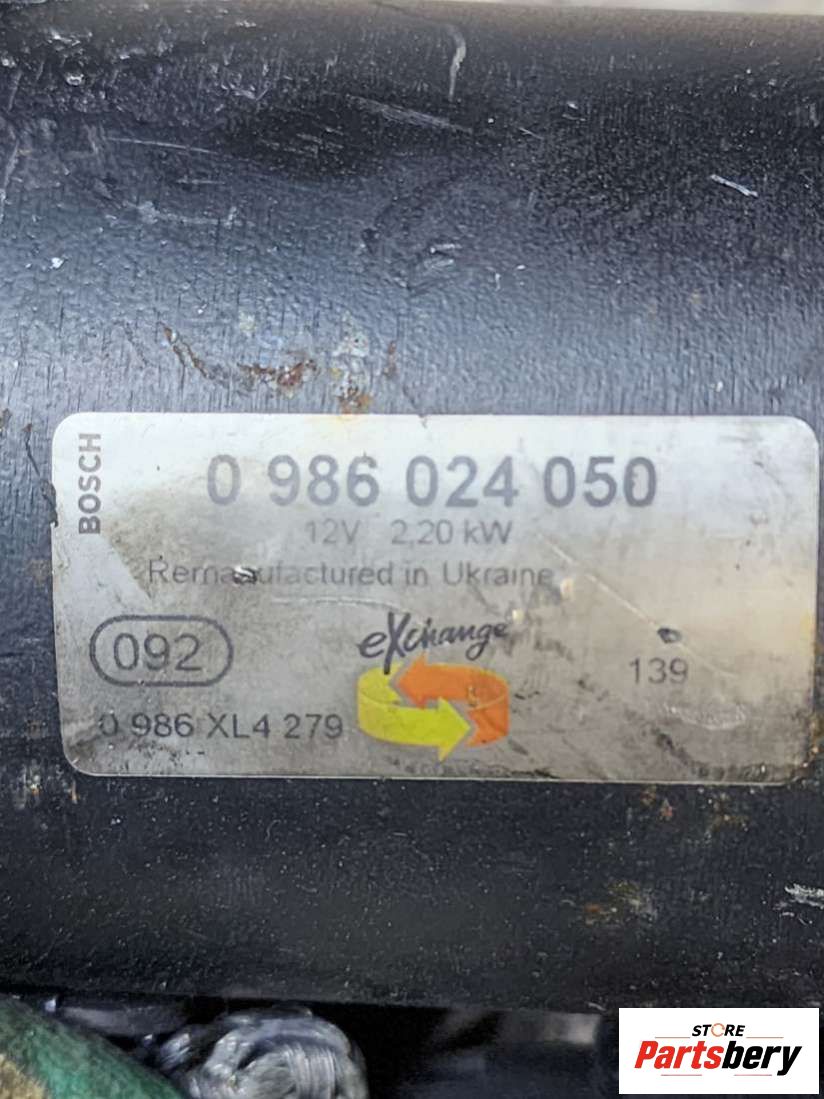 BOSCH
0 986 024 050
12V 2,20 kW
Remanufactured in Ukraine
eXchange
092
139
0 986 XL4 279
STORE
Partsbery